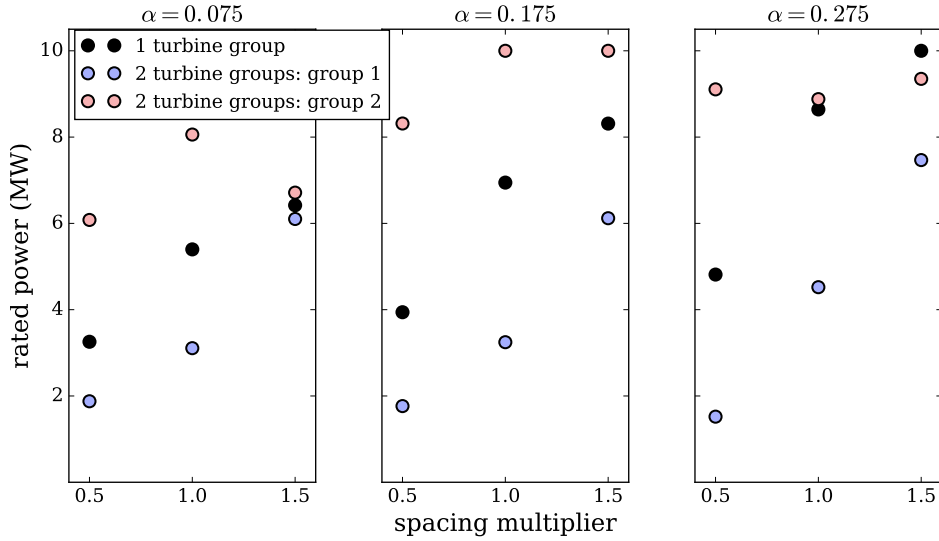 α = 0.075
α = 0.175
α = 0.275
1 turbine group
2 turbine groups: group 1
2 turbine groups: group 2
rated power (MW)
10
8
6
4
2
0.5 1.0 1.5
0.5 1.0 1.5
0.5 1.0 1.5
spacing multiplier